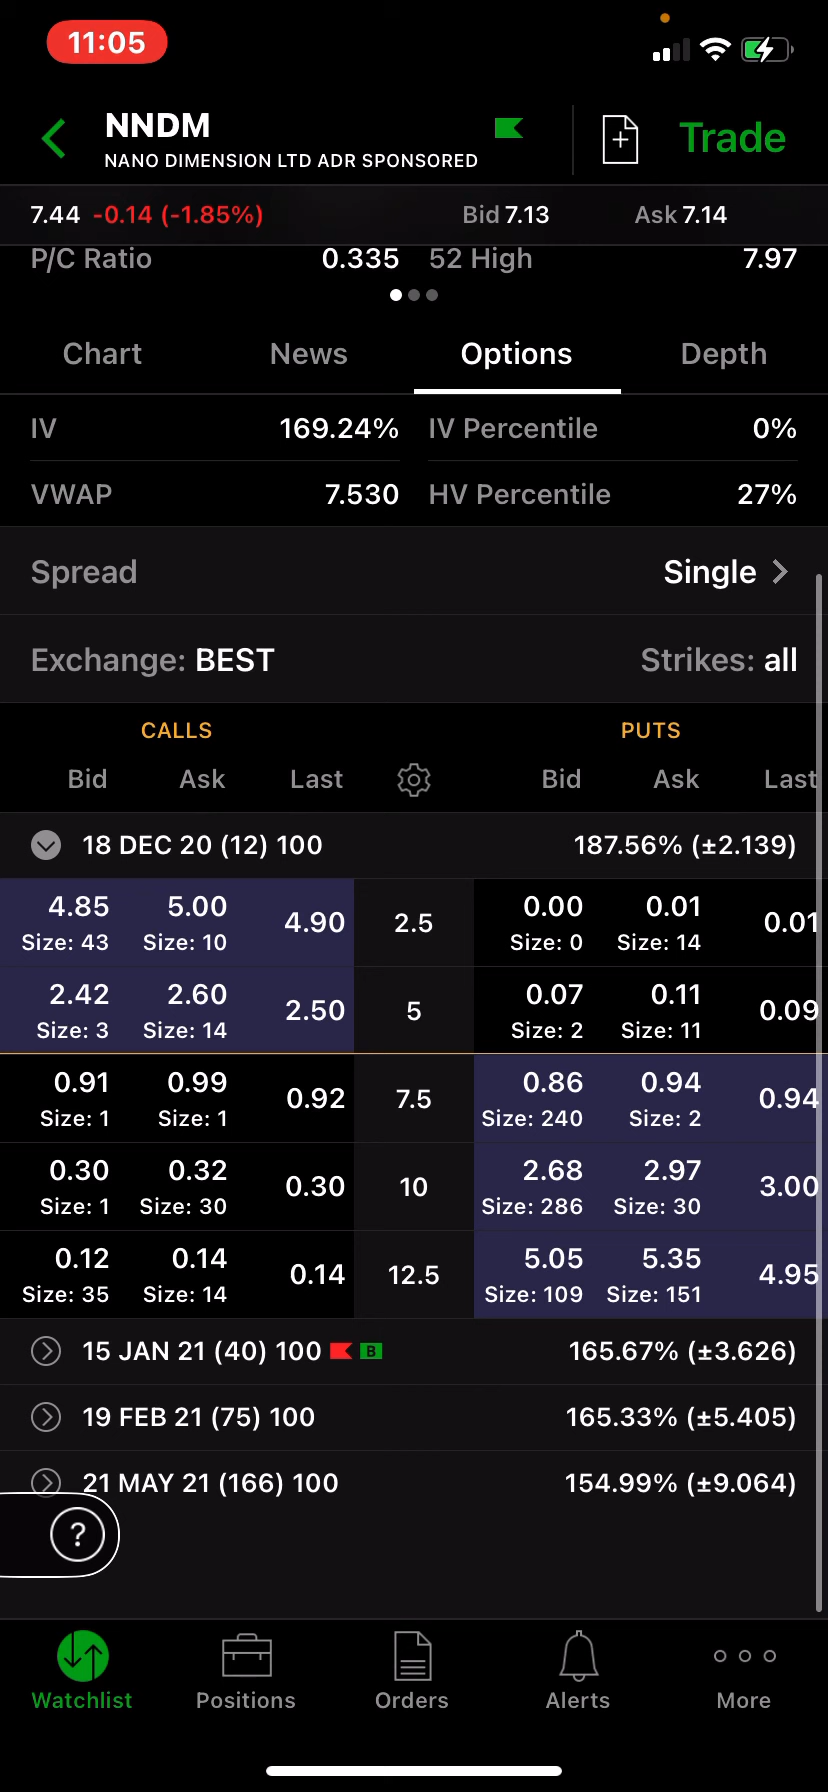 11:05
NNDM
NANO DIMENSION LTD ADR SPONSORED
Trade
7.44 -0.14 (-1.85%) Bid 7.13 Ask 7.14
P/C Ratio 0.335 52 High 7.97
Chart News Options Depth
IV 169.24% IV Percentile 0%
VWAP 7.530 HV Percentile 27%
Spread Single
Exchange: BEST Strikes: all
CALLS PUTS
Bid Ask Last Bid Ask Last
18 DEC 20 (12) 100 187.56% (±2.139)
4.85 5.00 4.90 2.5 0.00 0.01 0.01
Size: 43 Size: 10 Size: 0 Size: 14
2.42 2.60 2.50 5 0.07 0.11 0.09
Size: 3 Size: 14 Size: 2 Size: 11
0.91 0.99 0.92 7.5 0.86 0.94 0.94
Size: 1 Size: 1 Size: 240 Size: 2
0.30 0.32 0.30 10 2.68 2.97 3.00
Size: 1 Size: 30 Size: 286 Size: 30
0.12 0.14 0.14 12.5 5.05 5.35 4.95
Size: 35 Size: 14 Size: 109 Size: 151
15 JAN 21 (40) 100 B 165.67% (±3.626)
19 FEB 21 (75) 100 165.33% (±5.405)
21 MAY 21 (166) 100 154.99% (±9.064)
?
Watchlist Positions Orders Alerts More